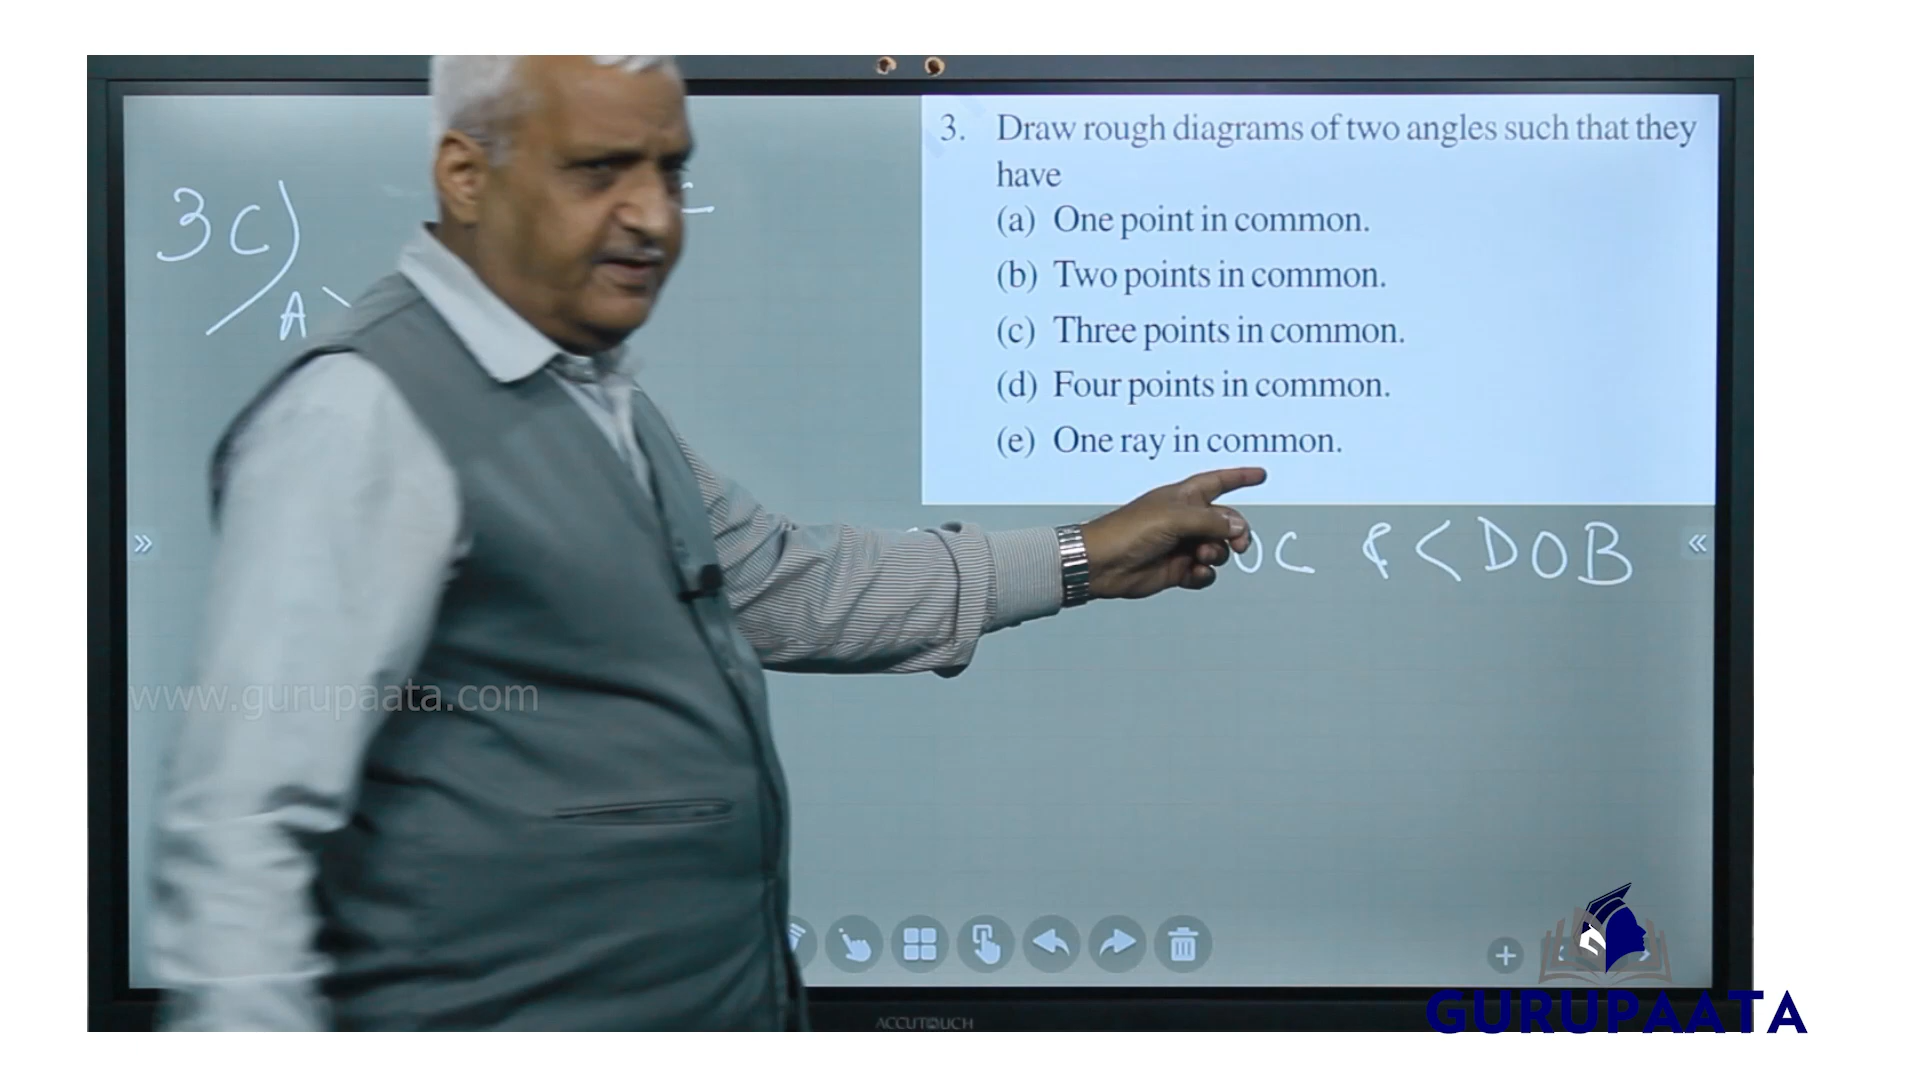 3. Draw rough diagrams of two angles such that they
have
(a) One point in common.
(b) Two points in common.
(c) Three points in common.
(d) Four points in common.
(e) One ray in common.
3C)
A
OC & <DOB
www.gurupaata.com
ACCUTOUCH
GURUPAATA